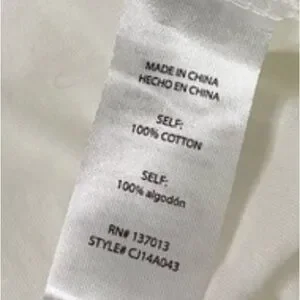 MADE IN CHINA
HECHO EN CHINA
SELF:
100% COTTON
SELF:
100% algodón
RN# 137013
STYLE# CJ14A043